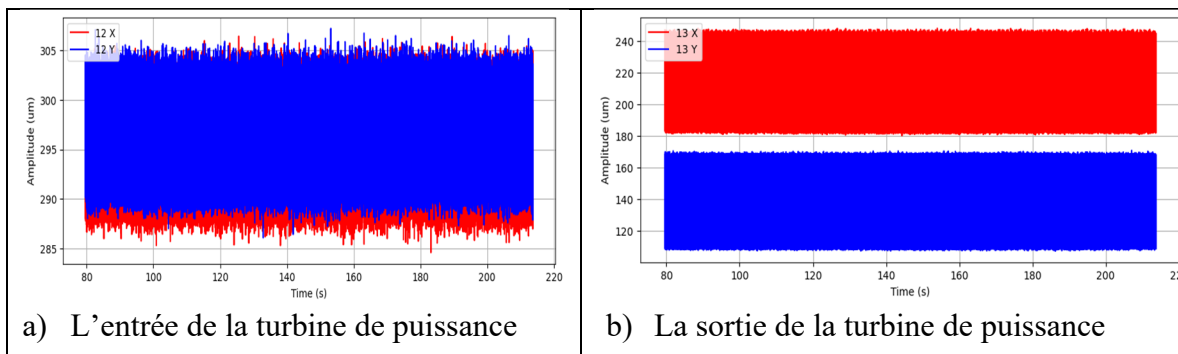 12 X
12 Y
305
300
295
290
285
Amplitude (um)
80 100 120 140 160 180 200 220
Time (s)
a) L’entrée de la turbine de puissance
13 X
13 Y
240
220
200
180
160
140
120
Amplitude (um)
80 100 120 140 160 180 200 220
Time (s)
b) La sortie de la turbine de puissance